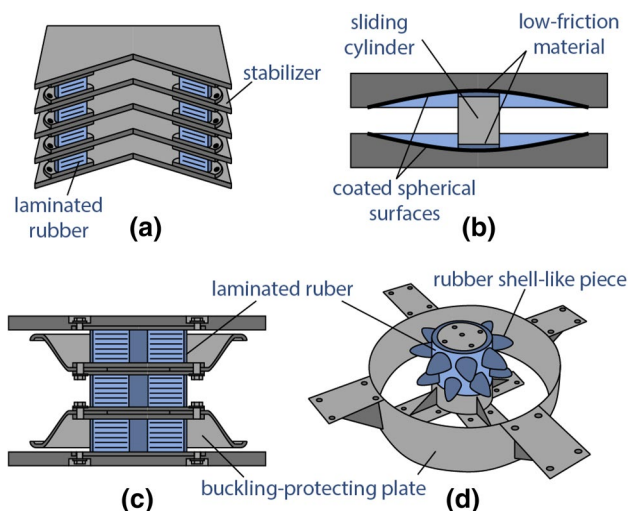 stabilizer
laminated
rubber
(a)
sliding
cylinder
low-friction
material
coated spherical
surfaces
(b)
laminated ruber
buckling-protecting plate
(c)
rubber shell-like piece
(d)